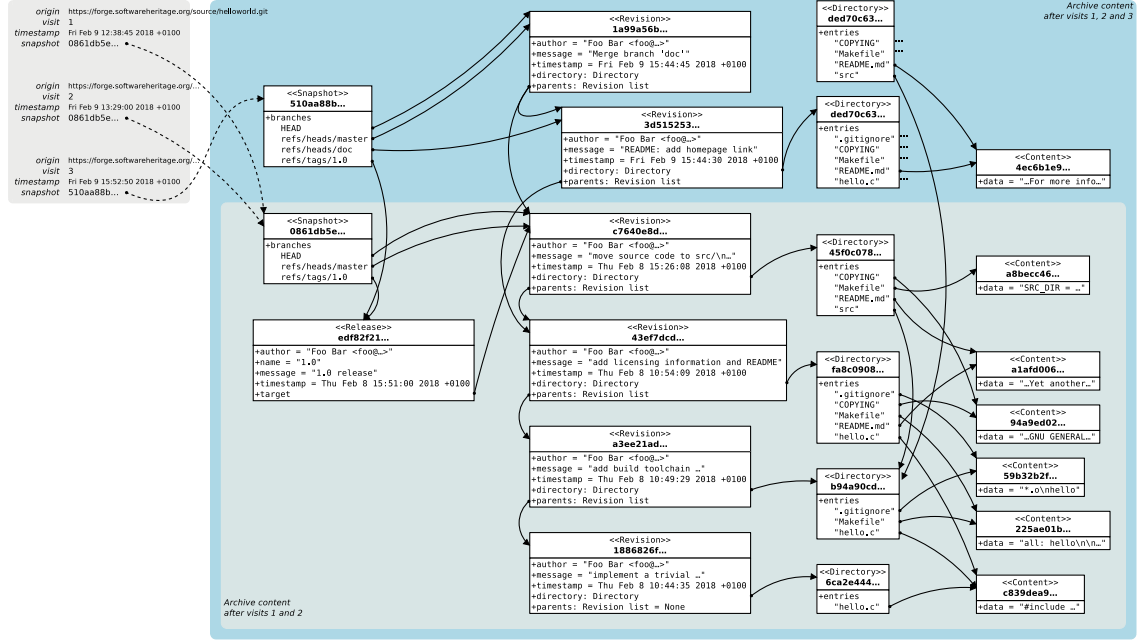 origin https://forge.softwareheritage.org/source/helloworld.git
visit 1
timestamp Fri Feb 9 12:38:45 2018 +0100
snapshot 0861db5e...
origin https://forge.softwareheritage.org/...
visit 2
timestamp Fri Feb 9 13:29:00 2018 +0100
snapshot 0861db5e...
origin https://forge.softwareheritage.org/...
visit 3
timestamp Fri Feb 9 15:52:50 2018 +0100
snapshot 510aa88b...
Archive content
after visits 1, 2 and 3
<<Snapshot>>
510aa88b...
+branches
HEAD
refs/heads/master
refs/heads/doc
refs/tags/1.0
<<Snapshot>>
0861db5e...
+branches
HEAD
refs/heads/master
refs/tags/1.0
<<Release>>
edf82f21...
+author = "Foo Bar <foo@…>"
+name = "1.0"
+message = "1.0 release"
+timestamp = Thu Feb 8 15:51:00 2018 +0100
+target
<<Revision>>
1a99a56b...
+author = "Foo Bar <foo@…>"
+message = "Merge branch 'doc'"
+timestamp = Fri Feb 9 15:44:45 2018 +0100
+directory: Directory
+parents: Revision list
<<Revision>>
3d515253...
+author = "Foo Bar <foo@…>"
+message = "README: add homepage link"
+timestamp = Fri Feb 9 15:44:30 2018 +0100
+directory: Directory
+parents: Revision list
<<Revision>>
c7640e8d...
+author = "Foo Bar <foo@…>"
+message = "move source code to src/\n…"
+timestamp = Thu Feb 8 15:26:08 2018 +0100
+directory: Directory
+parents: Revision list
<<Revision>>
43ef7dcd...
+author = "Foo Bar <foo@…>"
+message = "add licensing information and README"
+timestamp = Thu Feb 8 10:54:09 2018 +0100
+directory: Directory
+parents: Revision list
<<Revision>>
a3ee21ad...
+author = "Foo Bar <foo@…>"
+message = "add build toolchain …"
+timestamp = Thu Feb 8 10:49:29 2018 +0100
+directory: Directory
+parents: Revision list
<<Revision>>
1886826f...
+author = "Foo Bar <foo@…>"
+message = "implement a trivial …"
+timestamp = Thu Feb 8 10:44:35 2018 +0100
+directory: Directory
+parents: Revision list = None
<<Directory>>
ded70c63...
+entries
"COPYING"
"Makefile"
"README.md"
"src"
<<Directory>>
ded70c63...
+entries
".gitignore"
"COPYING"
"Makefile"
"README.md"
"hello.c"
<<Directory>>
45f0c078...
+entries
"COPYING"
"Makefile"
"README.md"
"src"
<<Directory>>
fa8c0908...
+entries
".gitignore"
"COPYING"
"Makefile"
"README.md"
"hello.c"
<<Directory>>
b94a90cd...
+entries
".gitignore"
"Makefile"
"hello.c"
<<Directory>>
6ca2e444...
+entries
"hello.c"
<<Content>>
4ec6b1e9...
+data = "…For more info…"
<<Content>>
a8becc46...
+data = "SRC_DIR = …"
<<Content>>
a1afd006...
+data = "…Yet another…"
<<Content>>
94a9ed02...
+data = "…GNU GENERAL…"
<<Content>>
59b32b2f...
+data = "*.o\nhello"
<<Content>>
225ae01b...
+data = "all: hello\n\n…"
<<Content>>
c839dea9...
+data = "#include …"
Archive content
after visits 1 and 2